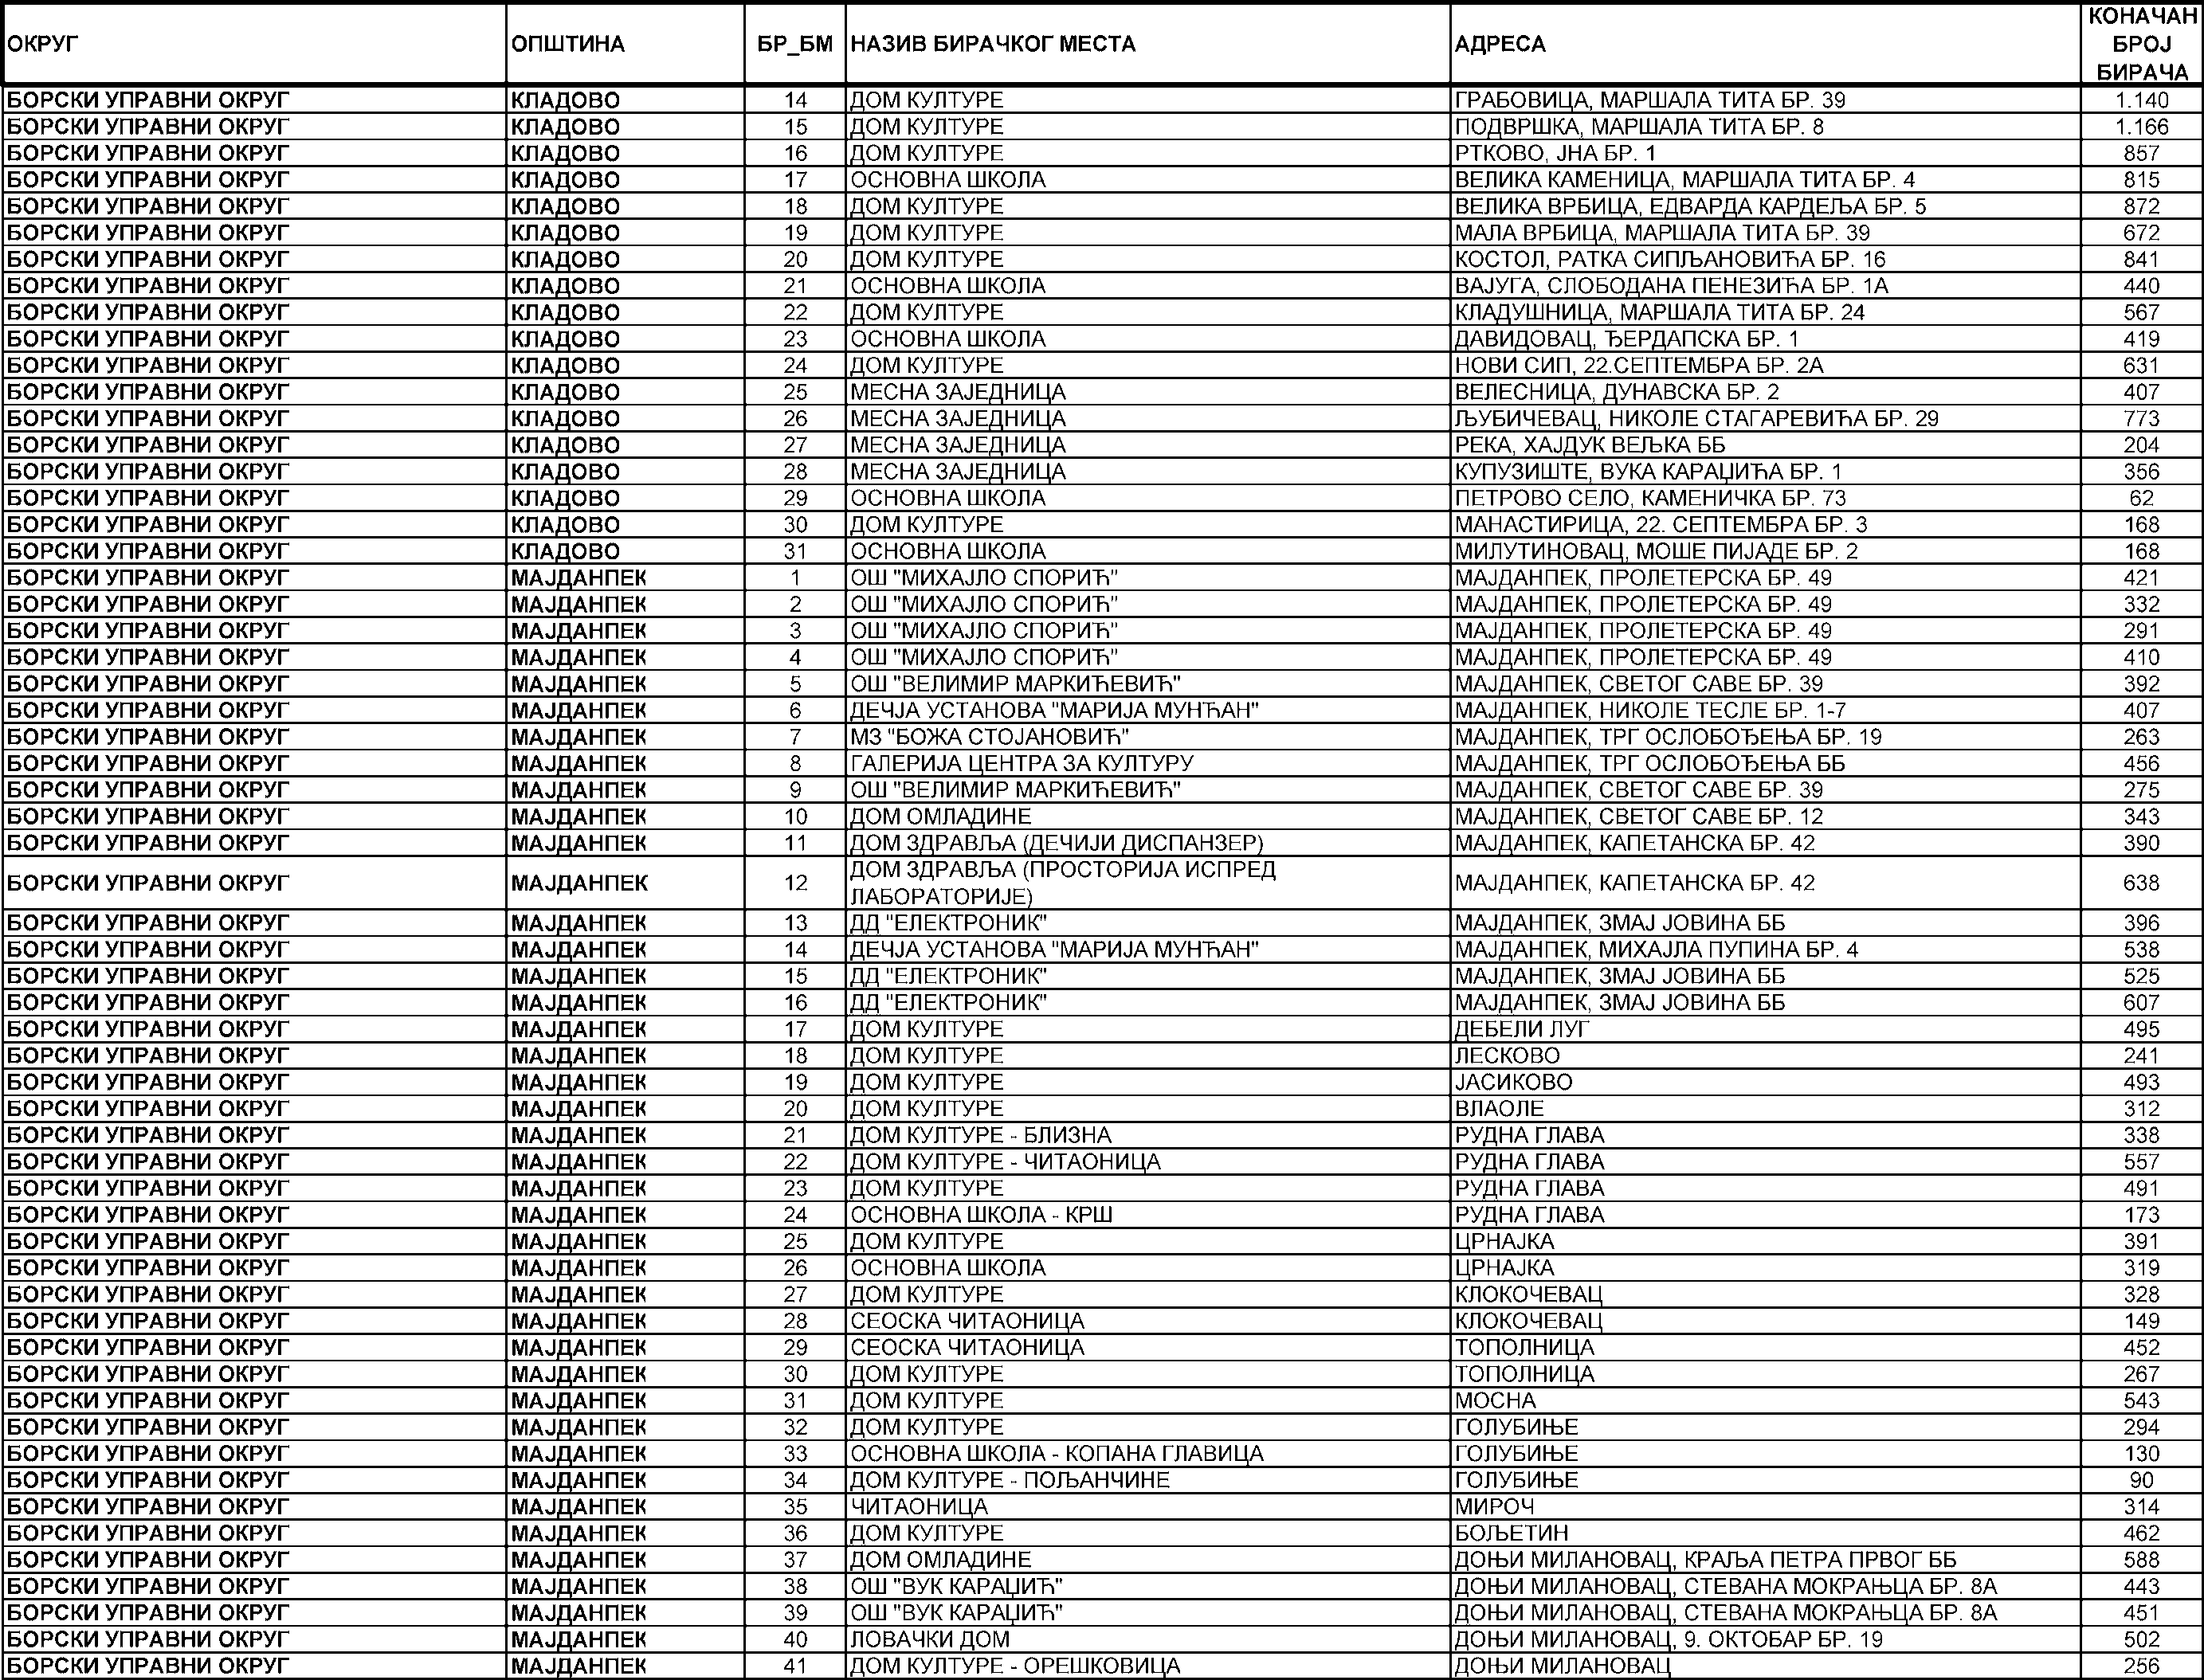 ОКРУГ ОПШТИНА БР_БМ НАЗИВ БИРАЧКОГ МЕСТА АДРЕСА КОНАЧАН БРОЈ БИРАЧА
БОРСКИ УПРАВНИ ОКРУГ КЛАДОВО 14 ДОМ КУЛТУРЕ ГРАБОВИЦА, МАРШАЛА ТИТА БР. 39 1.140
БОРСКИ УПРАВНИ ОКРУГ КЛАДОВО 15 ДОМ КУЛТУРЕ ПОДВРШКА, МАРШАЛА ТИТА БР. 8 1.166
БОРСКИ УПРАВНИ ОКРУГ КЛАДОВО 16 ДОМ КУЛТУРЕ РТКОВО, ЈНА БР. 1 857
БОРСКИ УПРАВНИ ОКРУГ КЛАДОВО 17 ОСНОВНА ШКОЛА ВЕЛИКА КАМЕНИЦА, МАРШАЛА ТИТА БР. 4 815
БОРСКИ УПРАВНИ ОКРУГ КЛАДОВО 18 ДОМ КУЛТУРЕ ВЕЛИКА ВРБИЦА, ЕДВАРДА КАРДЕЉА БР. 5 872
БОРСКИ УПРАВНИ ОКРУГ КЛАДОВО 19 ДОМ КУЛТУРЕ МАЛА ВРБИЦА, МАРШАЛА ТИТА БР. 39 672
БОРСКИ УПРАВНИ ОКРУГ КЛАДОВО 20 ДОМ КУЛТУРЕ КОСТОЛ, РАТКА СИПЉАНОВИЋА БР. 16 841
БОРСКИ УПРАВНИ ОКРУГ КЛАДОВО 21 ОСНОВНА ШКОЛА ВАЈУГА, СЛОБОДАНА ПЕНЕЗИЋА БР. 1А 440
БОРСКИ УПРАВНИ ОКРУГ КЛАДОВО 22 ДОМ КУЛТУРЕ КЛАДУШНИЦА, МАРШАЛА ТИТА БР. 24 567
БОРСКИ УПРАВНИ ОКРУГ КЛАДОВО 23 ОСНОВНА ШКОЛА ДАВИДОВАЦ, ЂЕРДАПСКА БР. 1 419
БОРСКИ УПРАВНИ ОКРУГ КЛАДОВО 24 ДОМ КУЛТУРЕ НОВИ СИП, 22.СЕПТЕМБРА БР. 2А 631
БОРСКИ УПРАВНИ ОКРУГ КЛАДОВО 25 МЕСНА ЗАЈЕДНИЦА ВЕЛЕСНИЦА, ДУНАВСКА БР. 2 407
БОРСКИ УПРАВНИ ОКРУГ КЛАДОВО 26 МЕСНА ЗАЈЕДНИЦА ЉУБИЧЕВАЦ, НИКОЛЕ СТАГАРЕВИЋА БР. 29 773
БОРСКИ УПРАВНИ ОКРУГ КЛАДОВО 27 МЕСНА ЗАЈЕДНИЦА РЕКА, ХАЈДУК ВЕЉКА ББ 204
БОРСКИ УПРАВНИ ОКРУГ КЛАДОВО 28 МЕСНА ЗАЈЕДНИЦА КУПУЗИШТЕ, ВУКА КАРАЏИЋА БР. 1 356
БОРСКИ УПРАВНИ ОКРУГ КЛАДОВО 29 ОСНОВНА ШКОЛА ПЕТРОВО СЕЛО, КАМЕНИЧКА БР. 73 62
БОРСКИ УПРАВНИ ОКРУГ КЛАДОВО 30 ДОМ КУЛТУРЕ МАНАСТИРИЦА, 22. СЕПТЕМБРА БР. 3 168
БОРСКИ УПРАВНИ ОКРУГ КЛАДОВО 31 ОСНОВНА ШКОЛА МИЛУТИНОВАЦ, МОШЕ ПИЈАДЕ БР. 2 168
БОРСКИ УПРАВНИ ОКРУГ МАЈДАНПЕК 1 ОШ "МИХАЈЛО СПОРИЋ" МАЈДАНПЕК, ПРОЛЕТЕРСКА БР. 49 421
БОРСКИ УПРАВНИ ОКРУГ МАЈДАНПЕК 2 ОШ "МИХАЈЛО СПОРИЋ" МАЈДАНПЕК, ПРОЛЕТЕРСКА БР. 49 332
БОРСКИ УПРАВНИ ОКРУГ МАЈДАНПЕК 3 ОШ "МИХАЈЛО СПОРИЋ" МАЈДАНПЕК, ПРОЛЕТЕРСКА БР. 49 291
БОРСКИ УПРАВНИ ОКРУГ МАЈДАНПЕК 4 ОШ "МИХАЈЛО СПОРИЋ" МАЈДАНПЕК, ПРОЛЕТЕРСКА БР. 49 410
БОРСКИ УПРАВНИ ОКРУГ МАЈДАНПЕК 5 ОШ "ВЕЛИМИР МАРКИЋЕВИЋ" МАЈДАНПЕК, СВЕТОГ САВЕ БР. 39 392
БОРСКИ УПРАВНИ ОКРУГ МАЈДАНПЕК 6 ДЕЧЈА УСТАНОВА "МАРИЈА МУНЋАН" МАЈДАНПЕК, НИКОЛЕ ТЕСЛЕ БР. 1-7 407
БОРСКИ УПРАВНИ ОКРУГ МАЈДАНПЕК 7 МЗ "БОЖА СТОЈАНОВИЋ" МАЈДАНПЕК, ТРГ ОСЛОБОЂЕЊА БР. 19 263
БОРСКИ УПРАВНИ ОКРУГ МАЈДАНПЕК 8 ГАЛЕРИЈА ЦЕНТРА ЗА КУЛТУРУ МАЈДАНПЕК, ТРГ ОСЛОБОЂЕЊА ББ 456
БОРСКИ УПРАВНИ ОКРУГ МАЈДАНПЕК 9 ОШ "ВЕЛИМИР МАРКИЋЕВИЋ" МАЈДАНПЕК, СВЕТОГ САВЕ БР. 39 275
БОРСКИ УПРАВНИ ОКРУГ МАЈДАНПЕК 10 ДОМ ОМЛАДИНЕ МАЈДАНПЕК, СВЕТОГ САВЕ БР. 12 343
БОРСКИ УПРАВНИ ОКРУГ МАЈДАНПЕК 11 ДОМ ЗДРАВЉА (ДЕЧИЈИ ДИСПАНЗЕР) МАЈДАНПЕК, КАПЕТАНСКА БР. 42 390
БОРСКИ УПРАВНИ ОКРУГ МАЈДАНПЕК 12 ДОМ ЗДРАВЉА (ПРОСТОРИЈА ИСПРЕД ЛАБОРАТОРИЈЕ) МАЈДАНПЕК, КАПЕТАНСКА БР. 42 638
БОРСКИ УПРАВНИ ОКРУГ МАЈДАНПЕК 13 ДД "ЕЛЕКТРОНИК" МАЈДАНПЕК, ЗМАЈ ЈОВИНА ББ 396
БОРСКИ УПРАВНИ ОКРУГ МАЈДАНПЕК 14 ДЕЧЈА УСТАНОВА "МАРИЈА МУНЋАН" МАЈДАНПЕК, МИХАЈЛА ПУПИНА БР. 4 538
БОРСКИ УПРАВНИ ОКРУГ МАЈДАНПЕК 15 ДД "ЕЛЕКТРОНИК" МАЈДАНПЕК, ЗМАЈ ЈОВИНА ББ 525
БОРСКИ УПРАВНИ ОКРУГ МАЈДАНПЕК 16 ДД "ЕЛЕКТРОНИК" МАЈДАНПЕК, ЗМАЈ ЈОВИНА ББ 607
БОРСКИ УПРАВНИ ОКРУГ МАЈДАНПЕК 17 ДОМ КУЛТУРЕ ДЕБЕЛИ ЛУГ 495
БОРСКИ УПРАВНИ ОКРУГ МАЈДАНПЕК 18 ДОМ КУЛТУРЕ ЛЕСКОВО 241
БОРСКИ УПРАВНИ ОКРУГ МАЈДАНПЕК 19 ДОМ КУЛТУРЕ ЈАСИКОВО 493
БОРСКИ УПРАВНИ ОКРУГ МАЈДАНПЕК 20 ДОМ КУЛТУРЕ ВЛАОЛЕ 312
БОРСКИ УПРАВНИ ОКРУГ МАЈДАНПЕК 21 ДОМ КУЛТУРЕ - БЛИЗНА РУДНА ГЛАВА 338
БОРСКИ УПРАВНИ ОКРУГ МАЈДАНПЕК 22 ДОМ КУЛТУРЕ - ЧИТАОНИЦА РУДНА ГЛАВА 557
БОРСКИ УПРАВНИ ОКРУГ МАЈДАНПЕК 23 ДОМ КУЛТУРЕ РУДНА ГЛАВА 491
БОРСКИ УПРАВНИ ОКРУГ МАЈДАНПЕК 24 ОСНОВНА ШКОЛА - КРШ РУДНА ГЛАВА 173
БОРСКИ УПРАВНИ ОКРУГ МАЈДАНПЕК 25 ДОМ КУЛТУРЕ ЦРНАЈКА 391
БОРСКИ УПРАВНИ ОКРУГ МАЈДАНПЕК 26 ОСНОВНА ШКОЛА ЦРНАЈКА 319
БОРСКИ УПРАВНИ ОКРУГ МАЈДАНПЕК 27 ДОМ КУЛТУРЕ КЛОКОЧЕВАЦ 328
БОРСКИ УПРАВНИ ОКРУГ МАЈДАНПЕК 28 СЕОСКА ЧИТАОНИЦА КЛОКОЧЕВАЦ 149
БОРСКИ УПРАВНИ ОКРУГ МАЈДАНПЕК 29 СЕОСКА ЧИТАОНИЦА ТОПОЛНИЦА 452
БОРСКИ УПРАВНИ ОКРУГ МАЈДАНПЕК 30 ДОМ КУЛТУРЕ ТОПОЛНИЦА 267
БОРСКИ УПРАВНИ ОКРУГ МАЈДАНПЕК 31 ДОМ КУЛТУРЕ МОСНА 543
БОРСКИ УПРАВНИ ОКРУГ МАЈДАНПЕК 32 ДОМ КУЛТУРЕ ГОЛУБИЊЕ 294
БОРСКИ УПРАВНИ ОКРУГ МАЈДАНПЕК 33 ОСНОВНА ШКОЛА - КОПАНА ГЛАВИЦА ГОЛУБИЊЕ 130
БОРСКИ УПРАВНИ ОКРУГ МАЈДАНПЕК 34 ДОМ КУЛТУРЕ - ПОЉАНЧИНЕ ГОЛУБИЊЕ 90
БОРСКИ УПРАВНИ ОКРУГ МАЈДАНПЕК 35 ЧИТАОНИЦА МИРОЧ 314
БОРСКИ УПРАВНИ ОКРУГ МАЈДАНПЕК 36 ДОМ КУЛТУРЕ БОЉЕТИН 462
БОРСКИ УПРАВНИ ОКРУГ МАЈДАНПЕК 37 ДОМ ОМЛАДИНЕ ДОЊИ МИЛАНОВАЦ, КРАЉА ПЕТРА ПРВОГ ББ 588
БОРСКИ УПРАВНИ ОКРУГ МАЈДАНПЕК 38 ОШ "ВУК КАРАЏИЋ" ДОЊИ МИЛАНОВАЦ, СТЕВАНА МОКРАЊЦА БР. 8А 443
БОРСКИ УПРАВНИ ОКРУГ МАЈДАНПЕК 39 ОШ "ВУК КАРАЏИЋ" ДОЊИ МИЛАНОВАЦ, СТЕВАНА МОКРАЊЦА БР. 8А 451
БОРСКИ УПРАВНИ ОКРУГ МАЈДАНПЕК 40 ЛОВАЧКИ ДОМ ДОЊИ МИЛАНОВАЦ, 9. ОКТОБАР БР. 19 502
БОРСКИ УПРАВНИ ОКРУГ МАЈДАНПЕК 41 ДОМ КУЛТУРЕ - ОРЕШКОВИЦА ДОЊИ МИЛАНОВАЦ 256